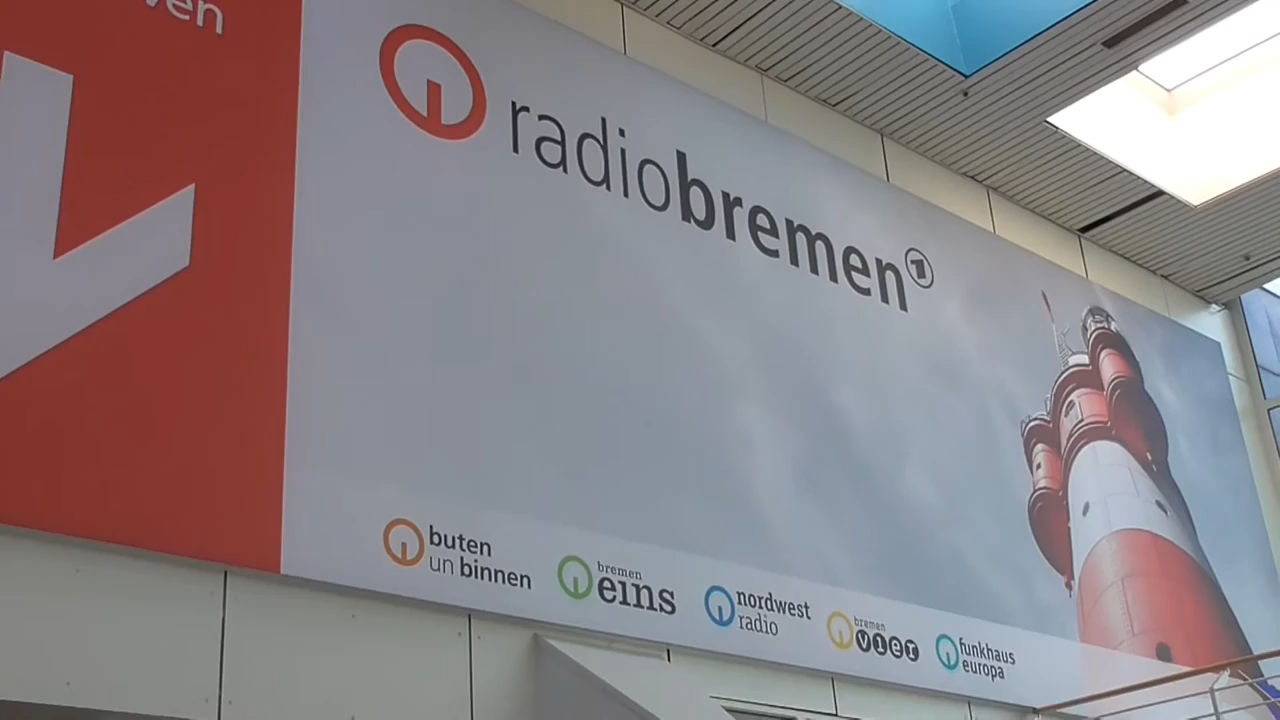 radiobremen
buten
un binnen
bremen
eins
nordwest
radio
bremen
vier
funkhaus
europa